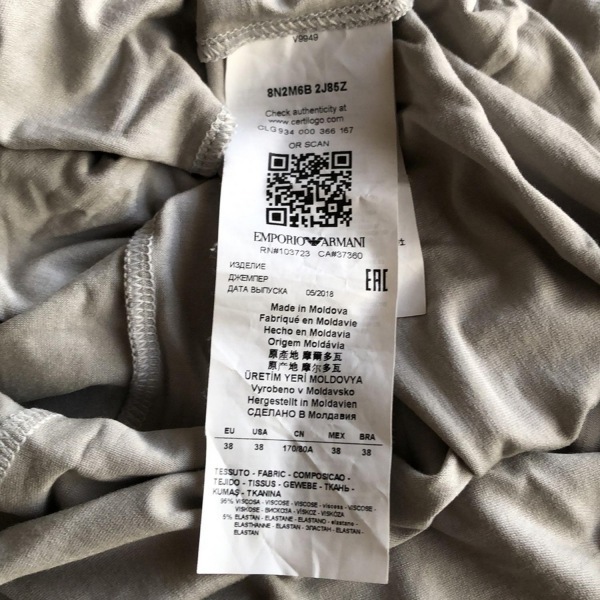 V9949
8N2M6B 2J85Z
Check authenticity at
www.certilogo.com
CLG 934 000 366 167
OR SCAN
EMPORIO ARMANI
RN#103723 CA#37360
ИЗДЕЛИЕ
ДЖЕМПЕР
ДАТА ВЫПУСКА 05/2018
EAC
Made in Moldova
Fabriqué en Moldavie
Hecho en Moldavia
Origem Moldávia
原產地 摩爾多瓦
原产地 摩尔多瓦
ÜRETİM YERİ MOLDOVYA
Vyrobeno v Moldavsko
Hergestellt in Moldavien
СДЕЛАНО В Молдавия
EU USA CN MEX BRA
38 38 170/80A 38 38
TESSUTO - FABRIC - COMPOSICAO -
TEJIDO - TISSUS - GEWEBE - ТКАНЬ -
KUMAŞ - TKANINA
95% VISCOSA - VISCOSE - VISCOSE - viscosa - VISCOSE -
VISKOSE - ВИСКОЗА - VİSKOZ - VISKÓZA
5% ELASTAN - ELASTANE - ELASTANO - elastane -
ELASTHANNE - ELASTAN - ЭЛАСТАН - ELASTAN -
ELASTAN